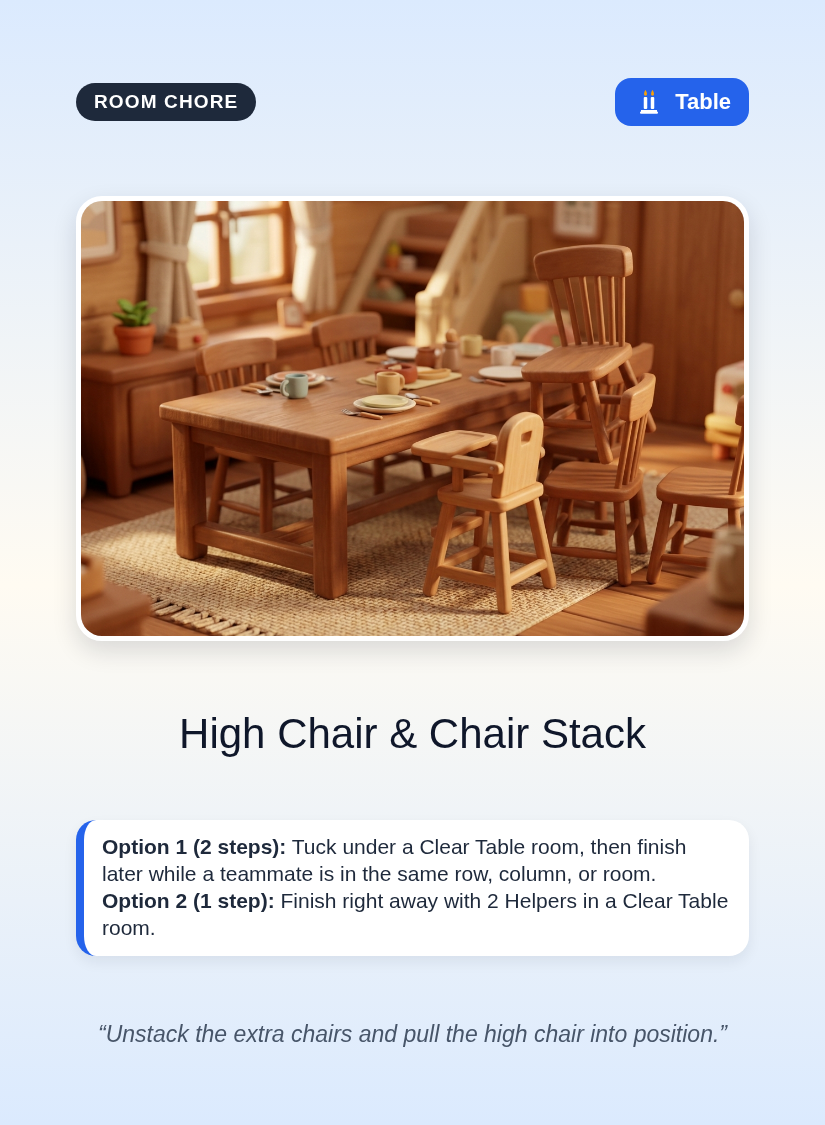 ROOM CHORE
Table
High Chair & Chair Stack
Option 1 (2 steps): Tuck under a Clear Table room, then finish
later while a teammate is in the same row, column, or room.
Option 2 (1 step): Finish right away with 2 Helpers in a Clear Table
room.
“Unstack the extra chairs and pull the high chair into position.”